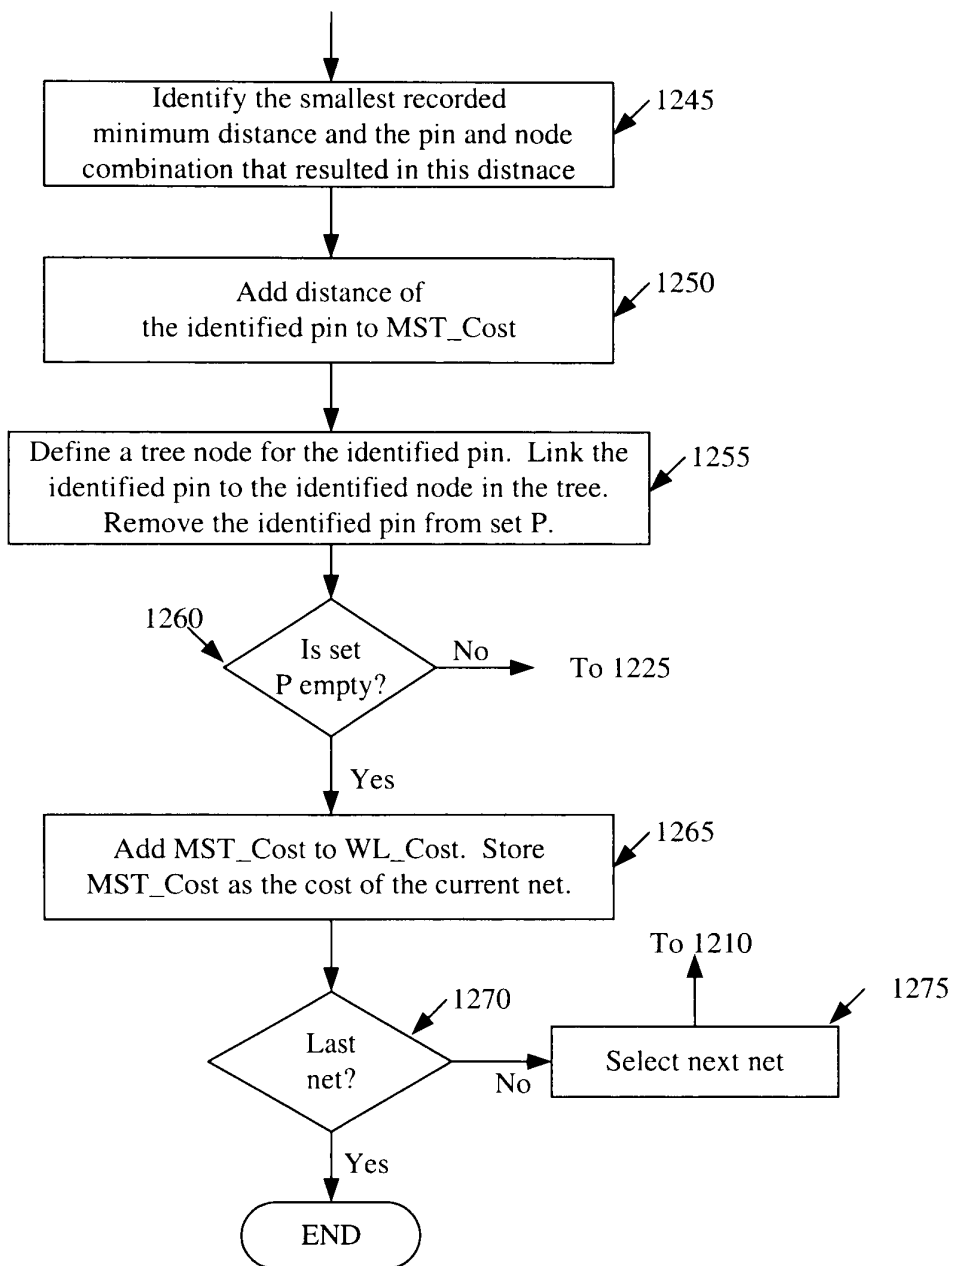 Identify the smallest recorded
minimum distance and the pin and node
combination that resulted in this distnace
1245
Add distance of
the identified pin to MST_Cost
1250
Define a tree node for the identified pin. Link the
identified pin to the identified node in the tree.
Remove the identified pin from set P.
1255
1260
Is set
P empty?
No
To 1225
Yes
Add MST_Cost to WL_Cost. Store
MST_Cost as the cost of the current net.
1265
To 1210
1270
1275
Last
net?
No
Select next net
Yes
END